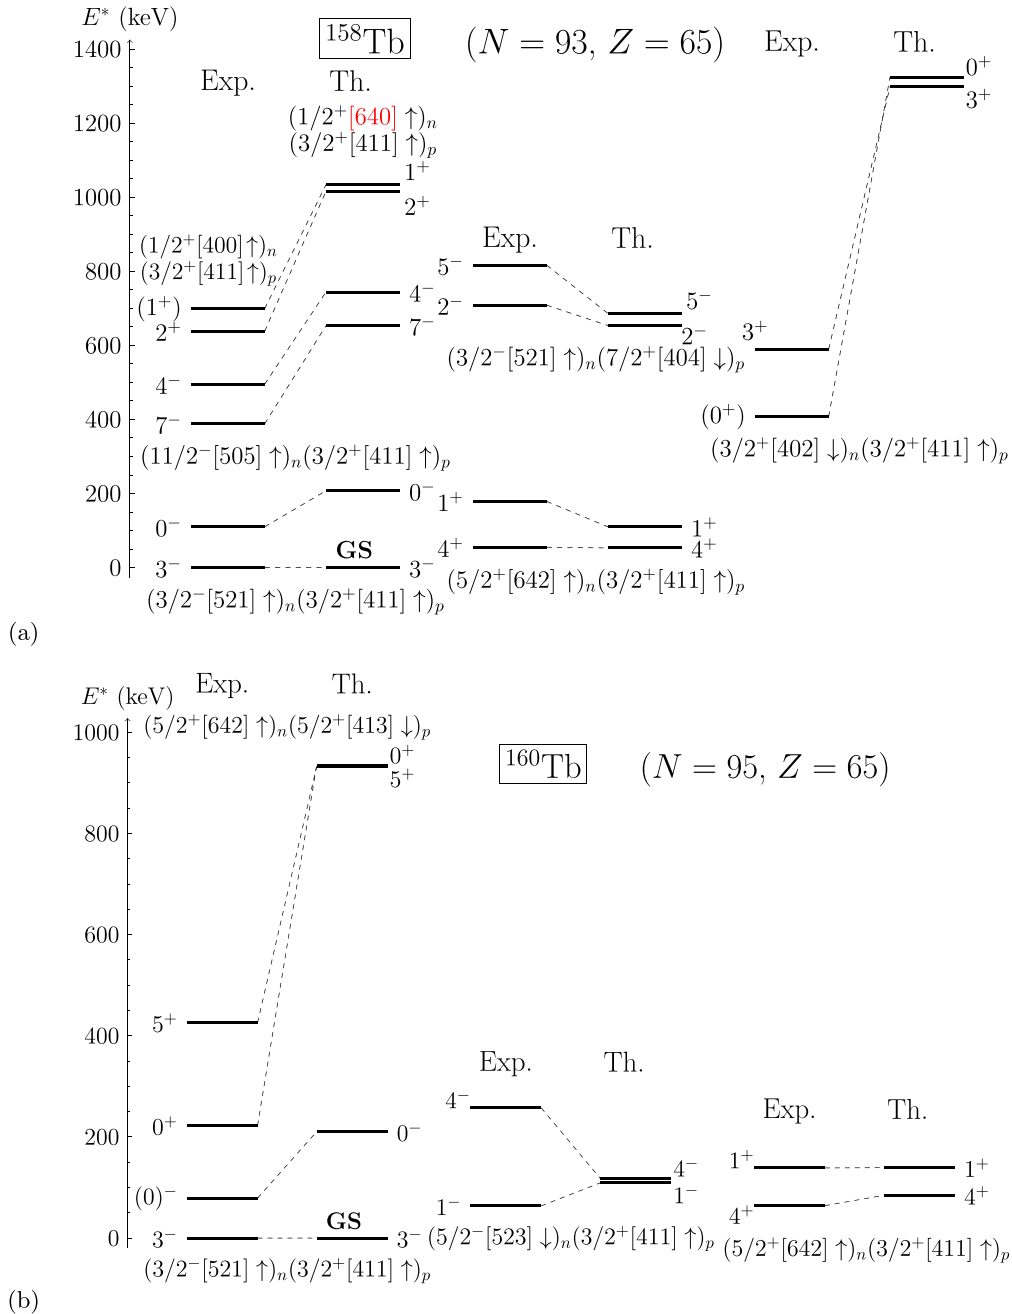 E* (keV)
¹⁵⁸Tb
(N = 93, Z = 65)
Exp.
Th.
1400
Exp.
Th.
0⁺
3⁺
1200
(1/2⁺[640] ↑)ₙ
(3/2⁺[411] ↑)ₚ
1⁺
2⁺
1000
(1/2⁺[400]↑)ₙ
(3/2⁺[411]↑)ₚ
Exp.
Th.
800
5⁻
5⁻
(1⁺)
4⁻
2⁻
2⁻
2⁺
7⁻
3⁺
600
(3/2⁻[521] ↑)ₙ(7/2⁺[404] ↓)ₚ
4⁻
7⁻
(0⁺)
400
(11/2⁻[505] ↑)ₙ(3/2⁺[411] ↑)ₚ
(3/2⁺[402] ↓)ₙ(3/2⁺[411] ↑)ₚ
200
0⁻
1⁺
0⁻
1⁺
GS
4⁺
4⁺
0
3⁻
3⁻
(5/2⁺[642] ↑)ₙ(3/2⁺[411] ↑)ₚ
(3/2⁻[521] ↑)ₙ(3/2⁺[411] ↑)ₚ
(a)
E* (keV)
Exp.
Th.
1000
(5/2⁺[642] ↑)ₙ(5/2⁺[413] ↓)ₚ
¹⁶⁰Tb
(N = 95, Z = 65)
0⁺
5⁺
800
600
400
5⁺
Exp.
Th.
0⁺
4⁻
Exp.
Th.
200
0⁻
4⁻
1⁺
1⁺
(0)⁻
1⁻
1⁻
4⁺
4⁺
GS
0
3⁻
3⁻
(5/2⁻[523] ↓)ₙ(3/2⁺[411] ↑)ₚ
(5/2⁺[642] ↑)ₙ(3/2⁺[411] ↑)ₚ
(3/2⁻[521] ↑)ₙ(3/2⁺[411] ↑)ₚ
(b)